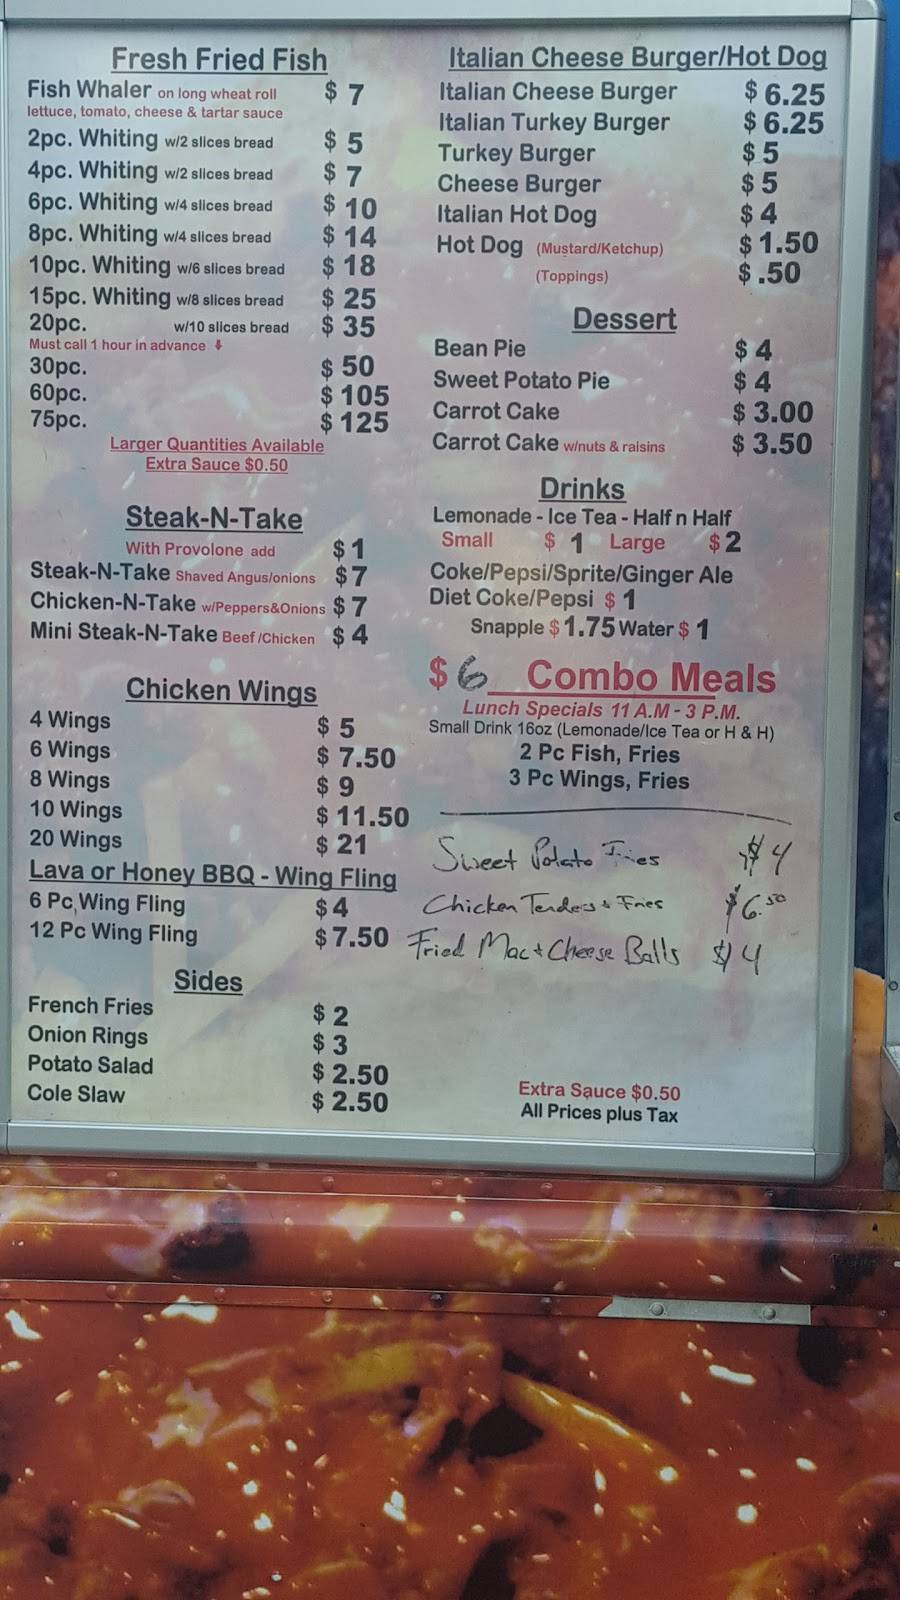 Fresh Fried Fish
Fish Whaler on long wheat roll $ 7
lettuce, tomato, cheese & tartar sauce
2pc. Whiting w/2 slices bread $ 5
4pc. Whiting w/2 slices bread $ 7
6pc. Whiting w/4 slices bread $ 10
8pc. Whiting w/4 slices bread $ 14
10pc. Whiting w/6 slices bread $ 18
15pc. Whiting w/8 slices bread $ 25
20pc. w/10 slices bread $ 35
Must call 1 hour in advance ⬇
30pc. $ 50
60pc. $ 105
75pc. $ 125
Larger Quantities Available
Extra Sauce $0.50
Steak-N-Take
With Provolone add $ 1
Steak-N-Take Shaved Angus/onions $ 7
Chicken-N-Take w/Peppers&Onions $ 7
Mini Steak-N-Take Beef/Chicken $ 4
Chicken Wings
4 Wings $ 5
6 Wings $ 7.50
8 Wings $ 9
10 Wings $ 11.50
20 Wings $ 21
Lava or Honey BBQ - Wing Fling
6 Pc Wing Fling $ 4
12 Pc Wing Fling $ 7.50
Sides
French Fries $ 2
Onion Rings $ 3
Potato Salad $ 2.50
Cole Slaw $ 2.50
Italian Cheese Burger/Hot Dog
Italian Cheese Burger $ 6.25
Italian Turkey Burger $ 6.25
Turkey Burger $ 5
Cheese Burger $ 5
Italian Hot Dog $ 4
Hot Dog (Mustard/Ketchup) $ 1.50
(Toppings) $ .50
Dessert
Bean Pie $ 4
Sweet Potato Pie $ 4
Carrot Cake $ 3.00
Carrot Cake w/nuts & raisins $ 3.50
Drinks
Lemonade - Ice Tea - Half n Half
Small $ 1 Large $ 2
Coke/Pepsi/Sprite/Ginger Ale
Diet Coke/Pepsi $ 1
Snapple $ 1.75 Water $ 1
$ 6 Combo Meals
Lunch Specials 11 A.M - 3 P.M.
Small Drink 16oz (Lemonade/Ice Tea or H & H)
2 Pc Fish, Fries
3 Pc Wings, Fries
Sweet Potato Fries $4
Chicken Tenders + Fries $6.50
Fried Mac + Cheese Balls $4
Extra Sauce $0.50
All Prices plus Tax